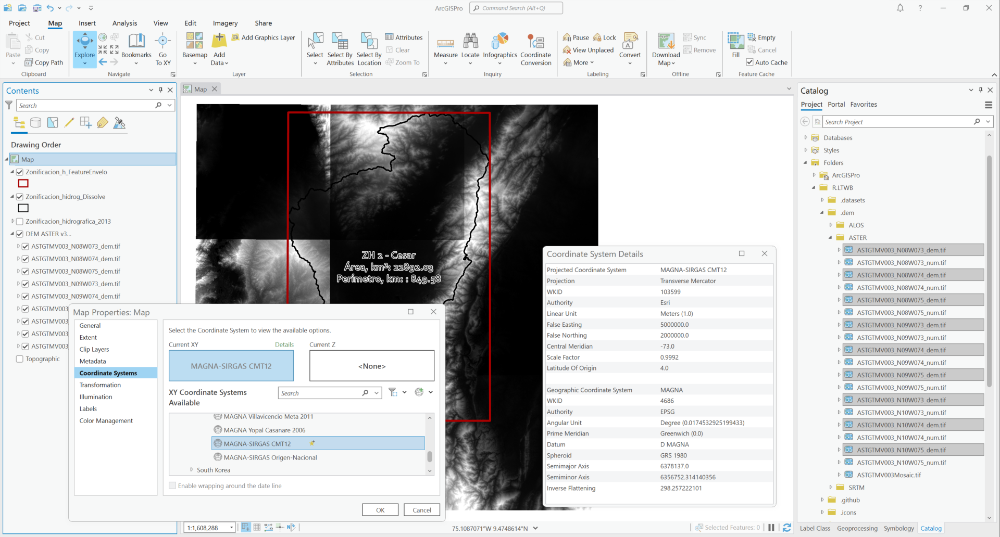 ArcGISPro
Command Search (Alt+Q)
Project
Map
Insert
Analysis
View
Edit
Imagery
Share
Paste
Cut
Copy
Copy Path
Clipboard
Explore
Bookmarks
Go
To XY
Navigate
Basemap
Add
Data
Add Graphics Layer
Layer
Select
Select By
Attributes
Select By
Location
Attributes
Clear
Zoom To
Selection
Measure
Locate
Infographics
Coordinate
Conversion
Inquiry
Pause
Lock
View Unplaced
More
Convert
Labeling
Download
Map
Sync
Remove
Offline
Fill
Empty
Cancel
Auto Cache
Feature Cache
Contents
Search
Drawing Order
Map
Zonificacion_h_FeatureEnvelo
Zonificacion_hidrog_Dissolve
Zonificacion_hidrografica_2013
DEM ASTER v3...
ASTGTMV003_N08W073_dem.tif
ASTGTMV003_N08W074_dem.tif
ASTGTMV003_N08W075_dem.tif
ASTGTMV003_N09W073_dem.tif
ASTGTMV003_N09W074_dem.tif
ASTGTMV003
ASTGTMV003
ASTGTMV003
ASTGTMV003
Topographic
Map
ZH 2 - Cesar
Área, km²: 22892.03
Perímetro, km: : 849.58
Map Properties: Map
General
Extent
Clip Layers
Metadata
Coordinate Systems
Transformation
Illumination
Labels
Color Management
Select the Coordinate System to view the available options.
Current XY
Details
Current Z
MAGNA-SIRGAS CMT12
<None>
XY Coordinate Systems
Available
Search
MAGNA Villavicencio Meta 2011
MAGNA Yopal Casanare 2006
MAGNA-SIRGAS CMT12
MAGNA-SIRGAS Origen-Nacional
South Korea
Enable wrapping around the date line
OK
Cancel
Coordinate System Details
Projected Coordinate System MAGNA-SIRGAS CMT12
Projection Transverse Mercator
WKID 103599
Authority Esri
Linear Unit Meters (1.0)
False Easting 5000000.0
False Northing 2000000.0
Central Meridian -73.0
Scale Factor 0.9992
Latitude Of Origin 4.0
Geographic Coordinate System MAGNA
WKID 4686
Authority EPSG
Angular Unit Degree (0.0174532925199433)
Prime Meridian Greenwich (0.0)
Datum D MAGNA
Spheroid GRS 1980
Semimajor Axis 6378137.0
Semiminor Axis 6356752.314140356
Inverse Flattening 298.257222101
1:1,608,288
75.1087071°W 9.4748614°N
Selected Features: 0
Catalog
Project
Portal
Favorites
Search Project
Databases
Styles
Folders
ArcGISPro
R.LTWB
.datasets
.dem
ALOS
ASTER
ASTGTMV003_N08W073_dem.tif
ASTGTMV003_N08W073_num.tif
ASTGTMV003_N08W074_dem.tif
ASTGTMV003_N08W074_num.tif
ASTGTMV003_N08W075_dem.tif
ASTGTMV003_N08W075_num.tif
ASTGTMV003_N09W073_dem.tif
ASTGTMV003_N09W073_num.tif
ASTGTMV003_N09W074_dem.tif
ASTGTMV003_N09W074_num.tif
ASTGTMV003_N09W075_dem.tif
ASTGTMV003_N09W075_num.tif
ASTGTMV003_N10W073_dem.tif
ASTGTMV003_N10W073_num.tif
ASTGTMV003_N10W074_dem.tif
ASTGTMV003_N10W074_num.tif
ASTGTMV003_N10W075_dem.tif
ASTGTMV003_N10W075_num.tif
ASTGTMV003Mosaic.tif
SRTM
.github
.icons
Label Class
Geoprocessing
Symbology
Catalog